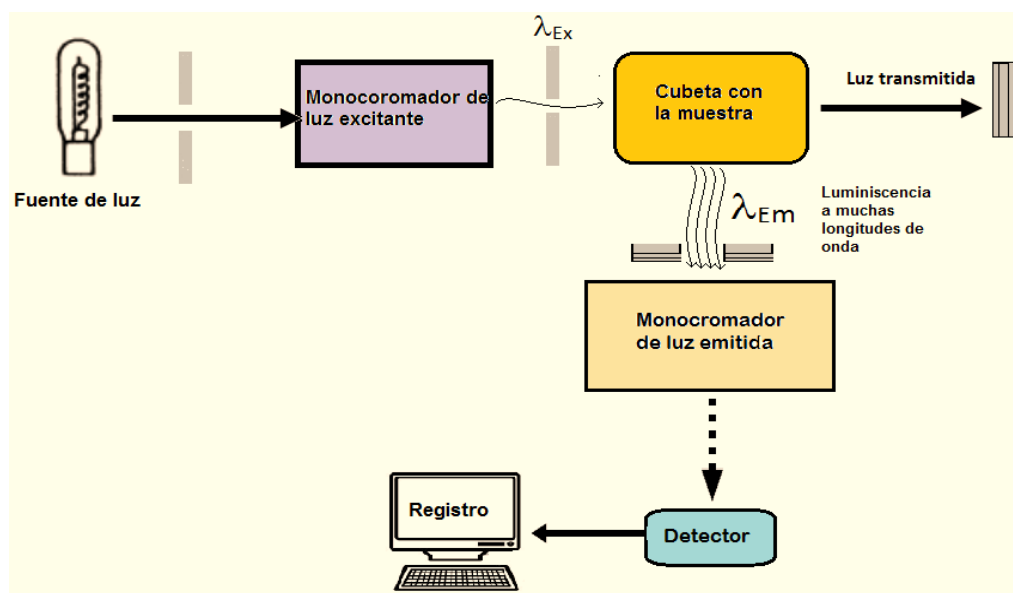 λEx
Fuente de luz
Monocoromador de
luz excitante
Cubeta con
la muestra
Luz transmitida
λEm
Luminiscencia
a muchas
longitudes de
onda
Monocromador
de luz emitida
Detector
Registro